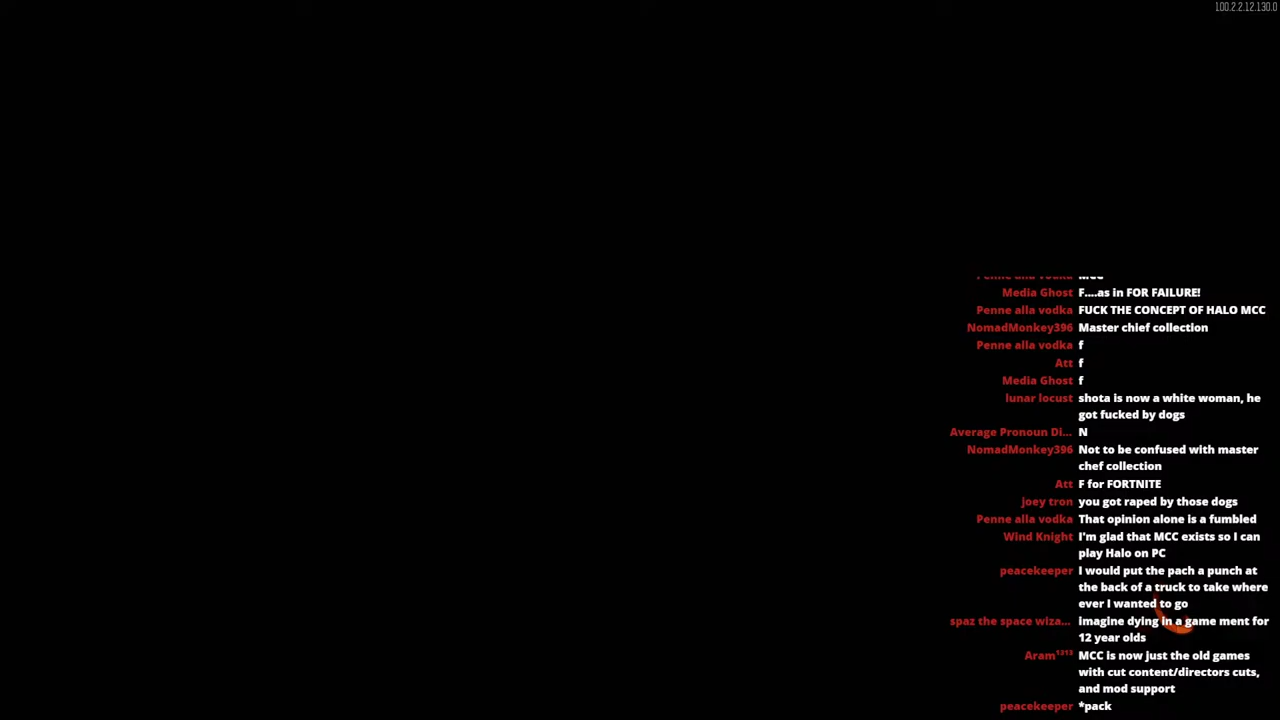 100.2.2.12.130.0
Penne alla vodka MCC
Media Ghost F....as in FOR FAILURE!
Penne alla vodka FUCK THE CONCEPT OF HALO MCC
NomadMonkey396 Master chief collection
Penne alla vodka f
Att f
Media Ghost f
lunar locust shota is now a white woman, he
got fucked by dogs
Average Pronoun Di... N
NomadMonkey396 Not to be confused with master
chef collection
Att F for FORTNITE
joey tron you got raped by those dogs
Penne alla vodka That opinion alone is a fumbled
Wind Knight I'm glad that MCC exists so I can
play Halo on PC
peacekeeper I would put the pach a punch at
the back of a truck to take where
ever I wanted to go
spaz the space wiza... imagine dying in a game ment for
12 year olds
Aram¹³¹³ MCC is now just the old games
with cut content/directors cuts,
and mod support
peacekeeper *pack